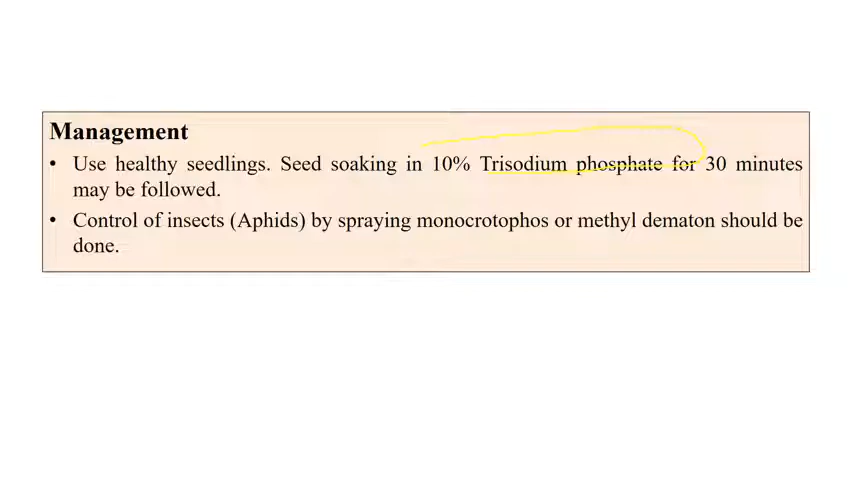 Management
• Use healthy seedlings. Seed soaking in 10% Trisodium phosphate for 30 minutes
may be followed.
• Control of insects (Aphids) by spraying monocrotophos or methyl dematon should be
done.